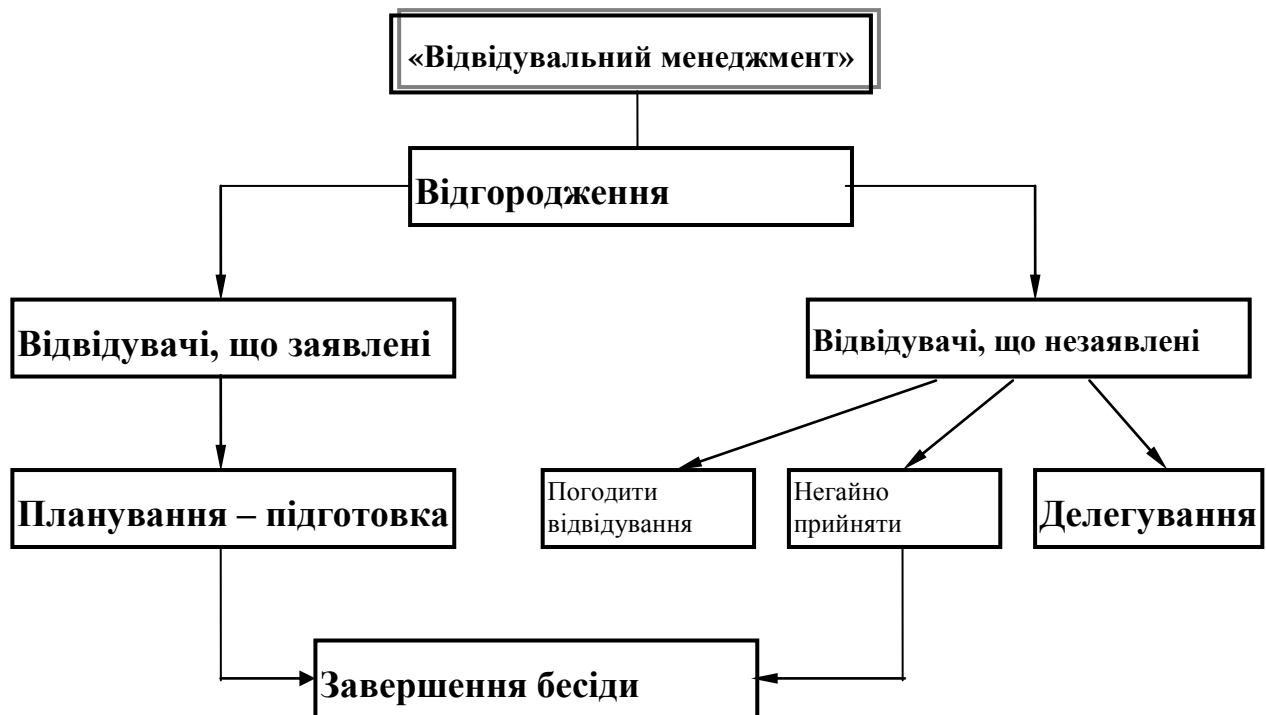 «Відвідувальний менеджмент»
Відгородження
Відвідувачі, що заявлені
Відвідувачі, що незаявлені
Планування – підготовка
Погодити
відвідування
Негайно
прийняти
Делегування
Завершення бесіди